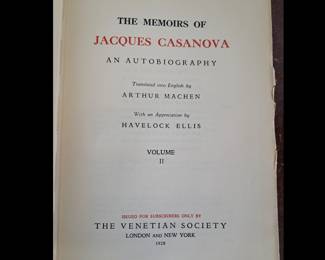 THE MEMOIRS OF
JACQUES CASANOVA
AN AUTOBIOGRAPHY
Translated into English by
ARTHUR MACHEN
With an Appreciation by
HAVELOCK ELLIS
VOLUME
II
ISSUED FOR SUBSCRIBERS ONLY BY
THE VENETIAN SOCIETY
LONDON AND NEW YORK
1928